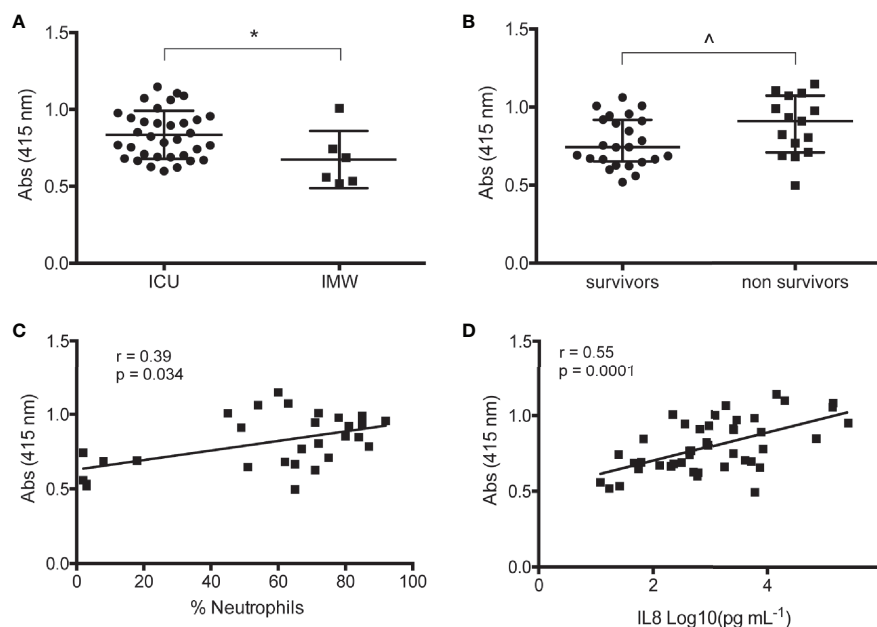 A
*
1.5
1.0
0.5
0.0
Abs (415 nm)
ICU IMW
B
^
1.5
1.0
0.5
0.0
Abs (415 nm)
survivors non survivors
C
r = 0.39
p = 0.034
1.5
1.0
0.5
0.0
Abs (415 nm)
0 20 40 60 80 100
% Neutrophils
D
r = 0.55
p = 0.0001
1.5
1.0
0.5
0.0
Abs (415 nm)
0 2 4
IL8 Log10(pg mL⁻¹)